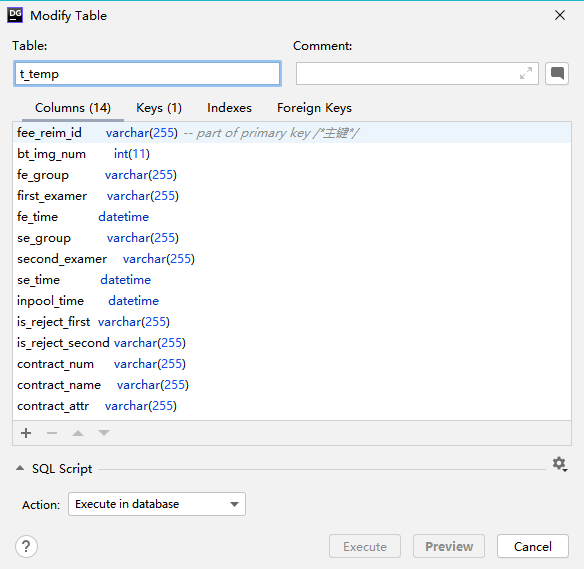 DG Modify Table
Table: Comment:
t_temp
Columns (14) Keys (1) Indexes Foreign Keys
fee_reim_id varchar(255) -- part of primary key /*主键*/
bt_img_num int(11)
fe_group varchar(255)
first_examer varchar(255)
fe_time datetime
se_group varchar(255)
second_examer varchar(255)
se_time datetime
inpool_time datetime
is_reject_first varchar(255)
is_reject_second varchar(255)
contract_num varchar(255)
contract_name varchar(255)
contract_attr varchar(255)
SQL Script
Action: Execute in database
? Execute Preview Cancel